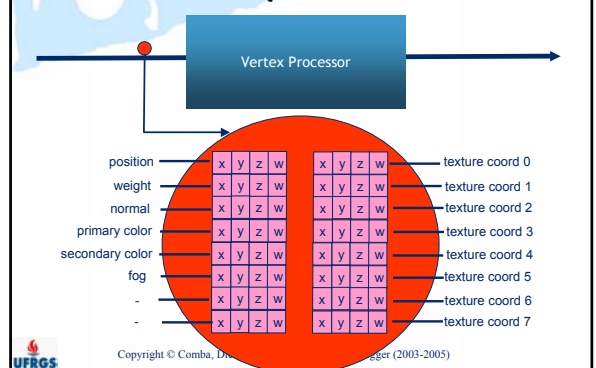 Vertex Processor
position x y z w x y z w texture coord 0
weight x y z w x y z w texture coord 1
normal x y z w x y z w texture coord 2
primary color x y z w x y z w texture coord 3
secondary color x y z w x y z w texture coord 4
fog x y z w x y z w texture coord 5
- x y z w x y z w texture coord 6
- x y z w x y z w texture coord 7
UFRGS
Copyright © Comba, (2003-2005)